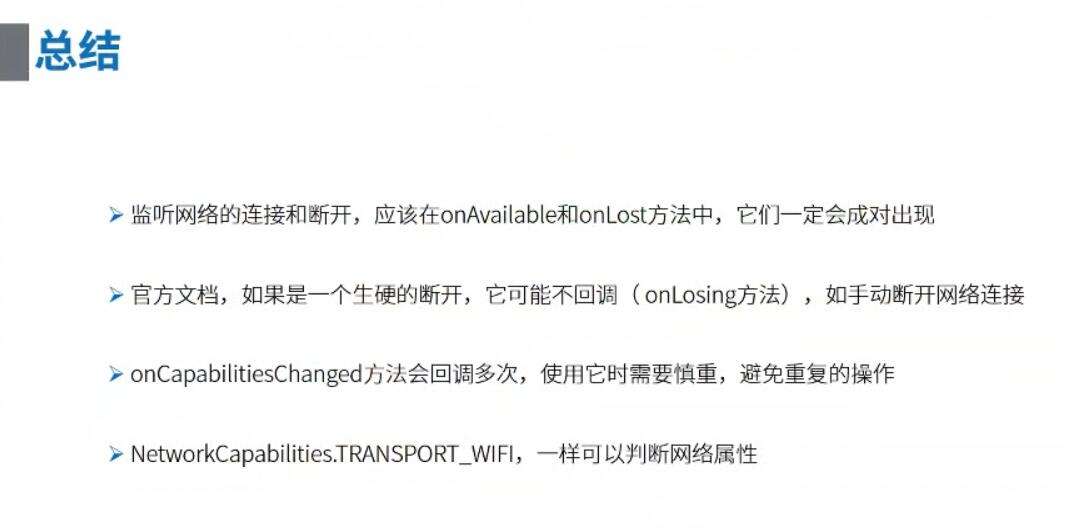 总结
监听网络的连接和断开，应该在onAvailable和onLost方法中，它们一定会成对出现
官方文档，如果是一个生硬的断开，它可能不回调（ onLosing方法），如手动断开网络连接
onCapabilitiesChanged方法会回调多次，使用它时需要慎重，避免重复的操作
NetworkCapabilities.TRANSPORT_WIFI，一样可以判断网络属性